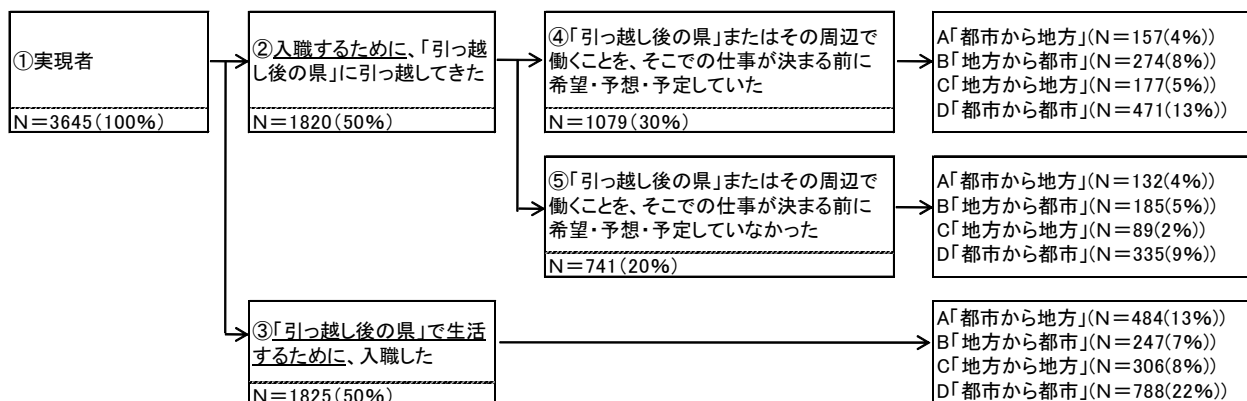 ①実現者
N=3645(100%)
②入職するために、「引っ越
し後の県」に引っ越してきた
N=1820(50%)
④「引っ越し後の県」またはその周辺で
働くことを、そこでの仕事が決まる前に
希望・予想・予定していた
N=1079(30%)
A「都市から地方」(N=157(4%))
B「地方から都市」(N=274(8%))
C「地方から地方」(N=177(5%))
D「都市から都市」(N=471(13%))
⑤「引っ越し後の県」またはその周辺で
働くことを、そこでの仕事が決まる前に
希望・予想・予定していなかった
N=741(20%)
A「都市から地方」(N=132(4%))
B「地方から都市」(N=185(5%))
C「地方から地方」(N=89(2%))
D「都市から都市」(N=335(9%))
③「引っ越し後の県」で生活
するために、入職した
N=1825(50%)
A「都市から地方」(N=484(13%))
B「地方から都市」(N=247(7%))
C「地方から地方」(N=306(8%))
D「都市から都市」(N=788(22%))